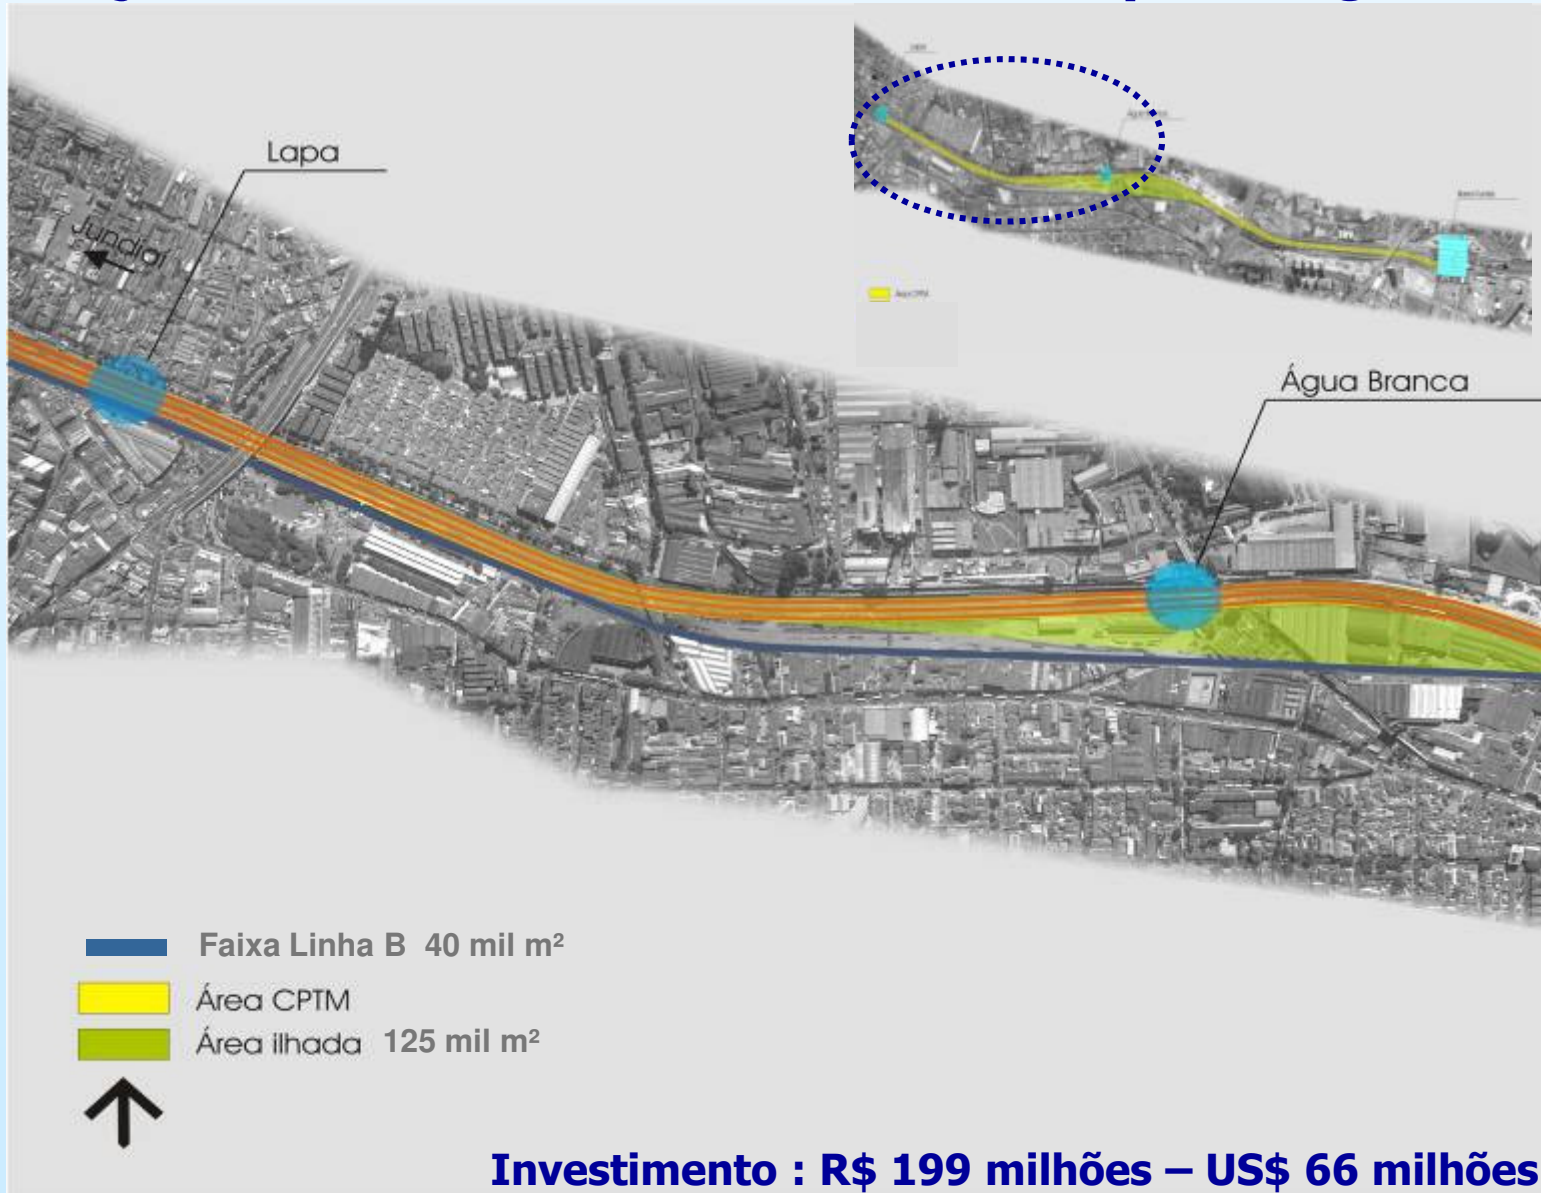 Lapa
Jundiaí
Água Branca
Faixa Linha B 40 mil m²
Área CPTM
Área ilhada 125 mil m²
Investimento : R$ 199 milhões – US$ 66 milhões